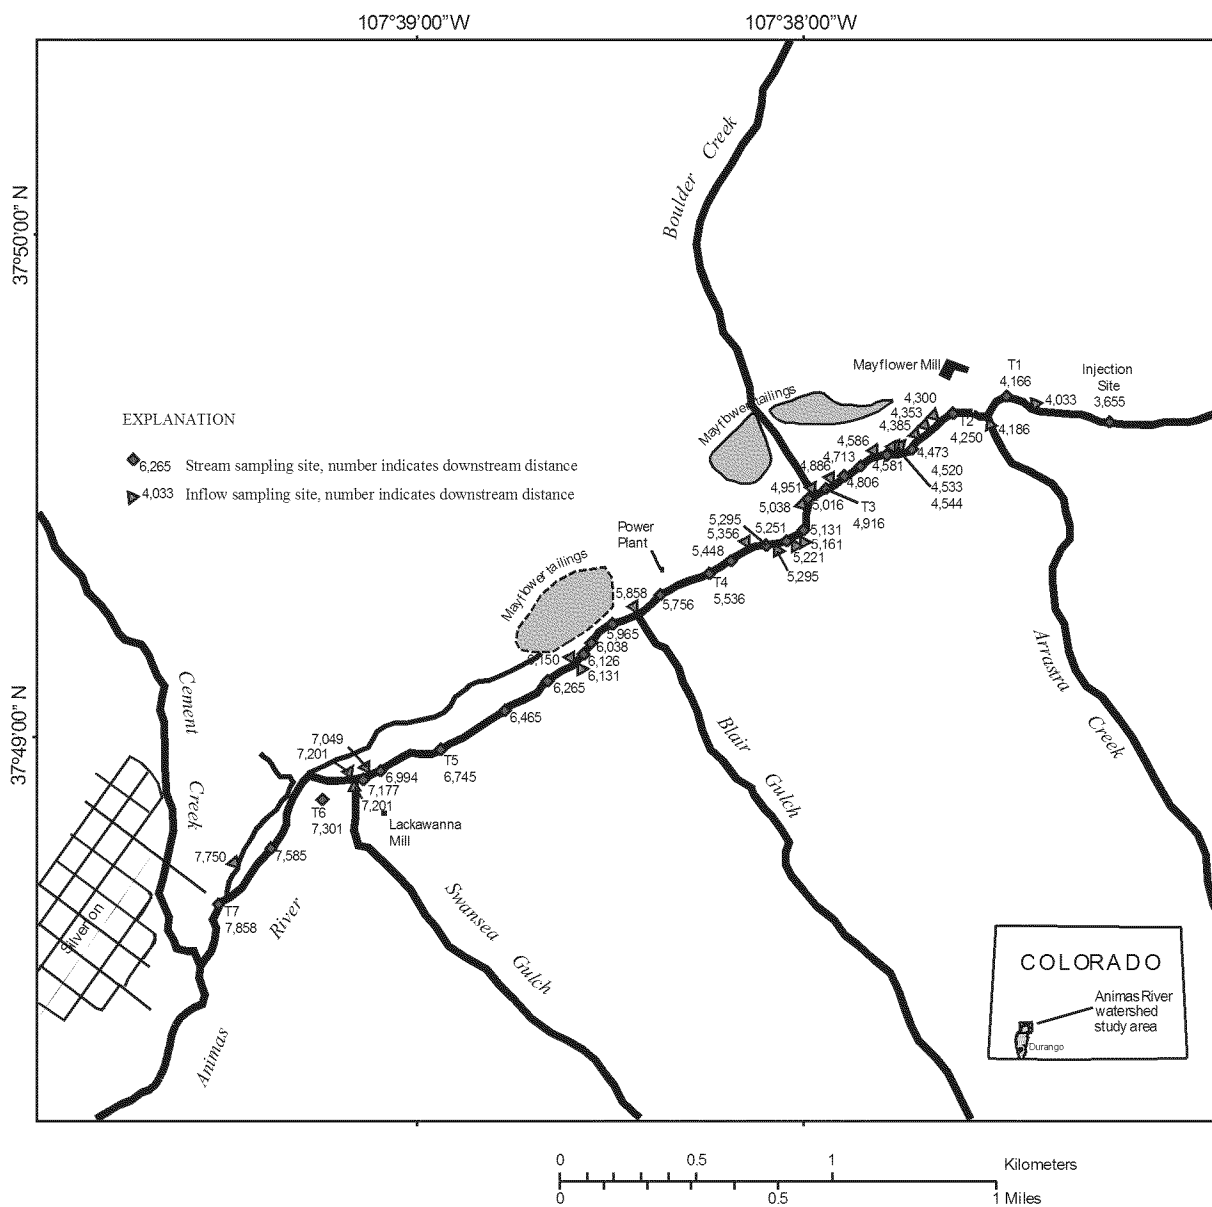 107°39'00"W
107°38'00"W
37°50'00" N
37°49'00" N
Boulder Creek
Mayflower Mill
T1
4,166
Injection
Site
3,655
4,033
4,186
4,300
4,353
4,385
T2
4,250
Mayflower tailings
4,586
4,713
4,886
4,473
4,581
4,520
4,533
4,544
4,806
4,951
5,038
5,016
T3
4,916
EXPLANATION
6,265 Stream sampling site, number indicates downstream distance
4,033 Inflow sampling site, number indicates downstream distance
Power
Plant
5,295
5,356
5,251
5,131
5,161
5,221
5,295
5,448
T4
5,536
Mayflower tailings
5,858
5,756
5,965
6,038
6,150
6,126
6,131
6,265
6,465
Arrastra Creek
Cement Creek
Blair Gulch
7,049
7,201
T5
6,745
6,994
7,177
7,201
T6
7,301
Lackawanna
Mill
7,750
7,585
T7
7,858
Silverton
Swansea Gulch
Animas River
COLORADO
Animas River
watershed
study area
Durango
0 0.5 1 Kilometers
0 0.5 1 Miles